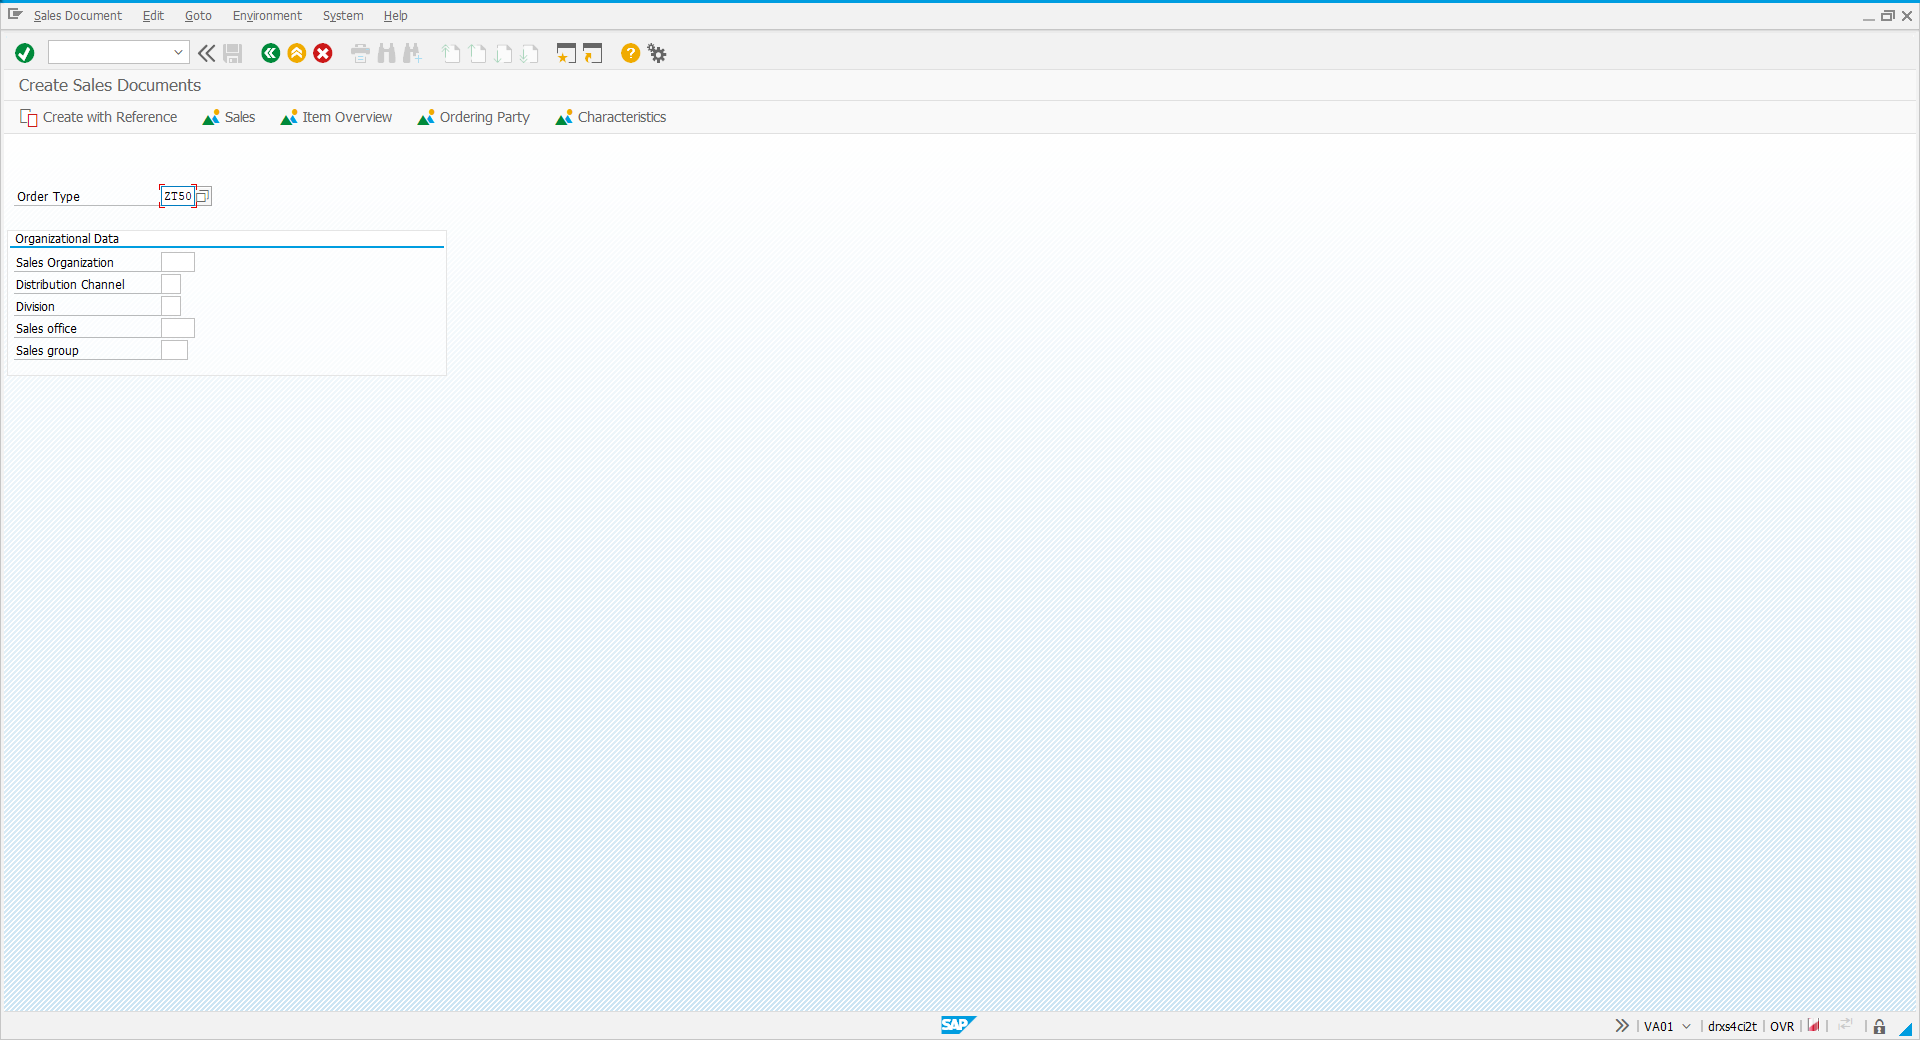 Sales Document Edit Goto Environment System Help
Create Sales Documents
Create with Reference Sales Item Overview Ordering Party Characteristics
Order Type ZT50
Organizational Data
Sales Organization
Distribution Channel
Division
Sales office
Sales group
SAP
VA01 drxs4ci2t OVR